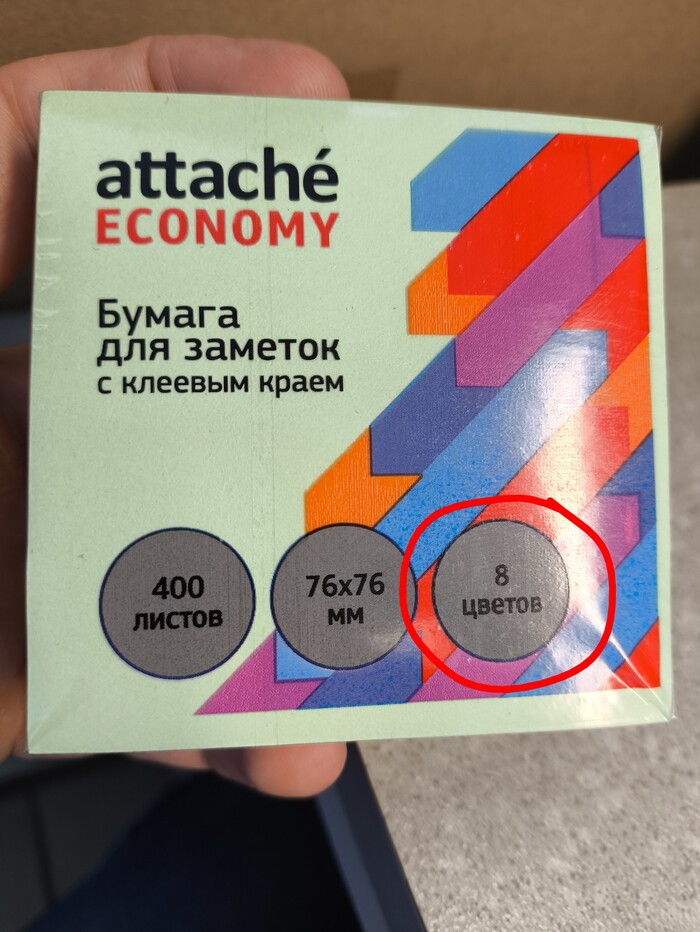 attaché
ECONOMY
Бумага
для заметок
с клеевым краем
400
листов
76x76
мм
8
цветов